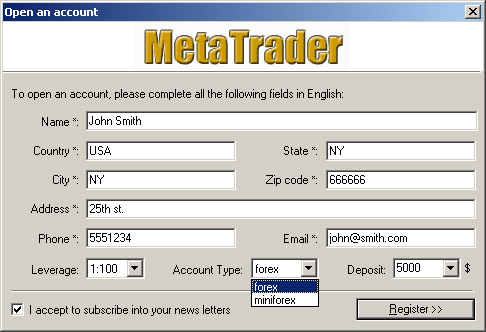 Open an account
MetaTrader
To open an account, please complete all the following fields in English:
Name *: John Smith
Country *: USA State *: NY
City *: NY Zip code *: 666666
Address *: 25th st.
Phone *: 5551234 Email *: john@smith.com
Leverage: 1:100 Account Type: forex Deposit: 5000 $
forex
miniforex
I accept to subscribe into your news letters Register >>